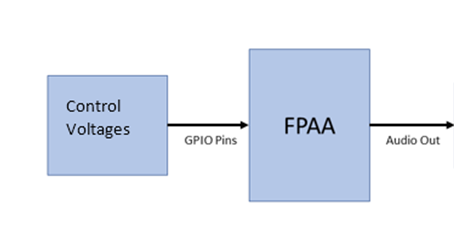 Control
Voltages
GPIO Pins
FPAA
Audio Out